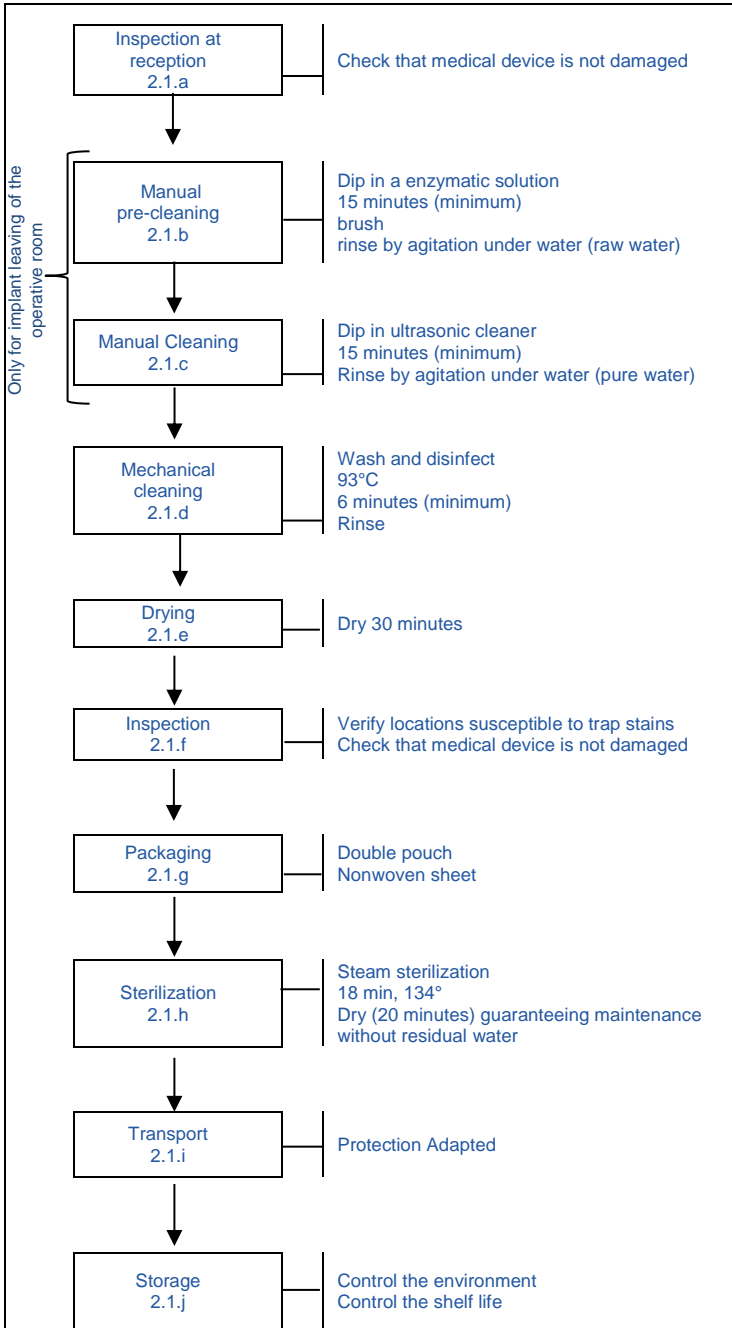 Inspection at
reception
2.1.a
Check that medical device is not damaged
Only for implant leaving of the
operative room
Manual
pre-cleaning
2.1.b
Dip in a enzymatic solution
15 minutes (minimum)
brush
rinse by agitation under water (raw water)
Manual Cleaning
2.1.c
Dip in ultrasonic cleaner
15 minutes (minimum)
Rinse by agitation under water (pure water)
Mechanical
cleaning
2.1.d
Wash and disinfect
93°C
6 minutes (minimum)
Rinse
Drying
2.1.e
Dry 30 minutes
Inspection
2.1.f
Verify locations susceptible to trap stains
Check that medical device is not damaged
Packaging
2.1.g
Double pouch
Nonwoven sheet
Sterilization
2.1.h
Steam sterilization
18 min, 134°
Dry (20 minutes) guaranteeing maintenance
without residual water
Transport
2.1.i
Protection Adapted
Storage
2.1.j
Control the environment
Control the shelf life